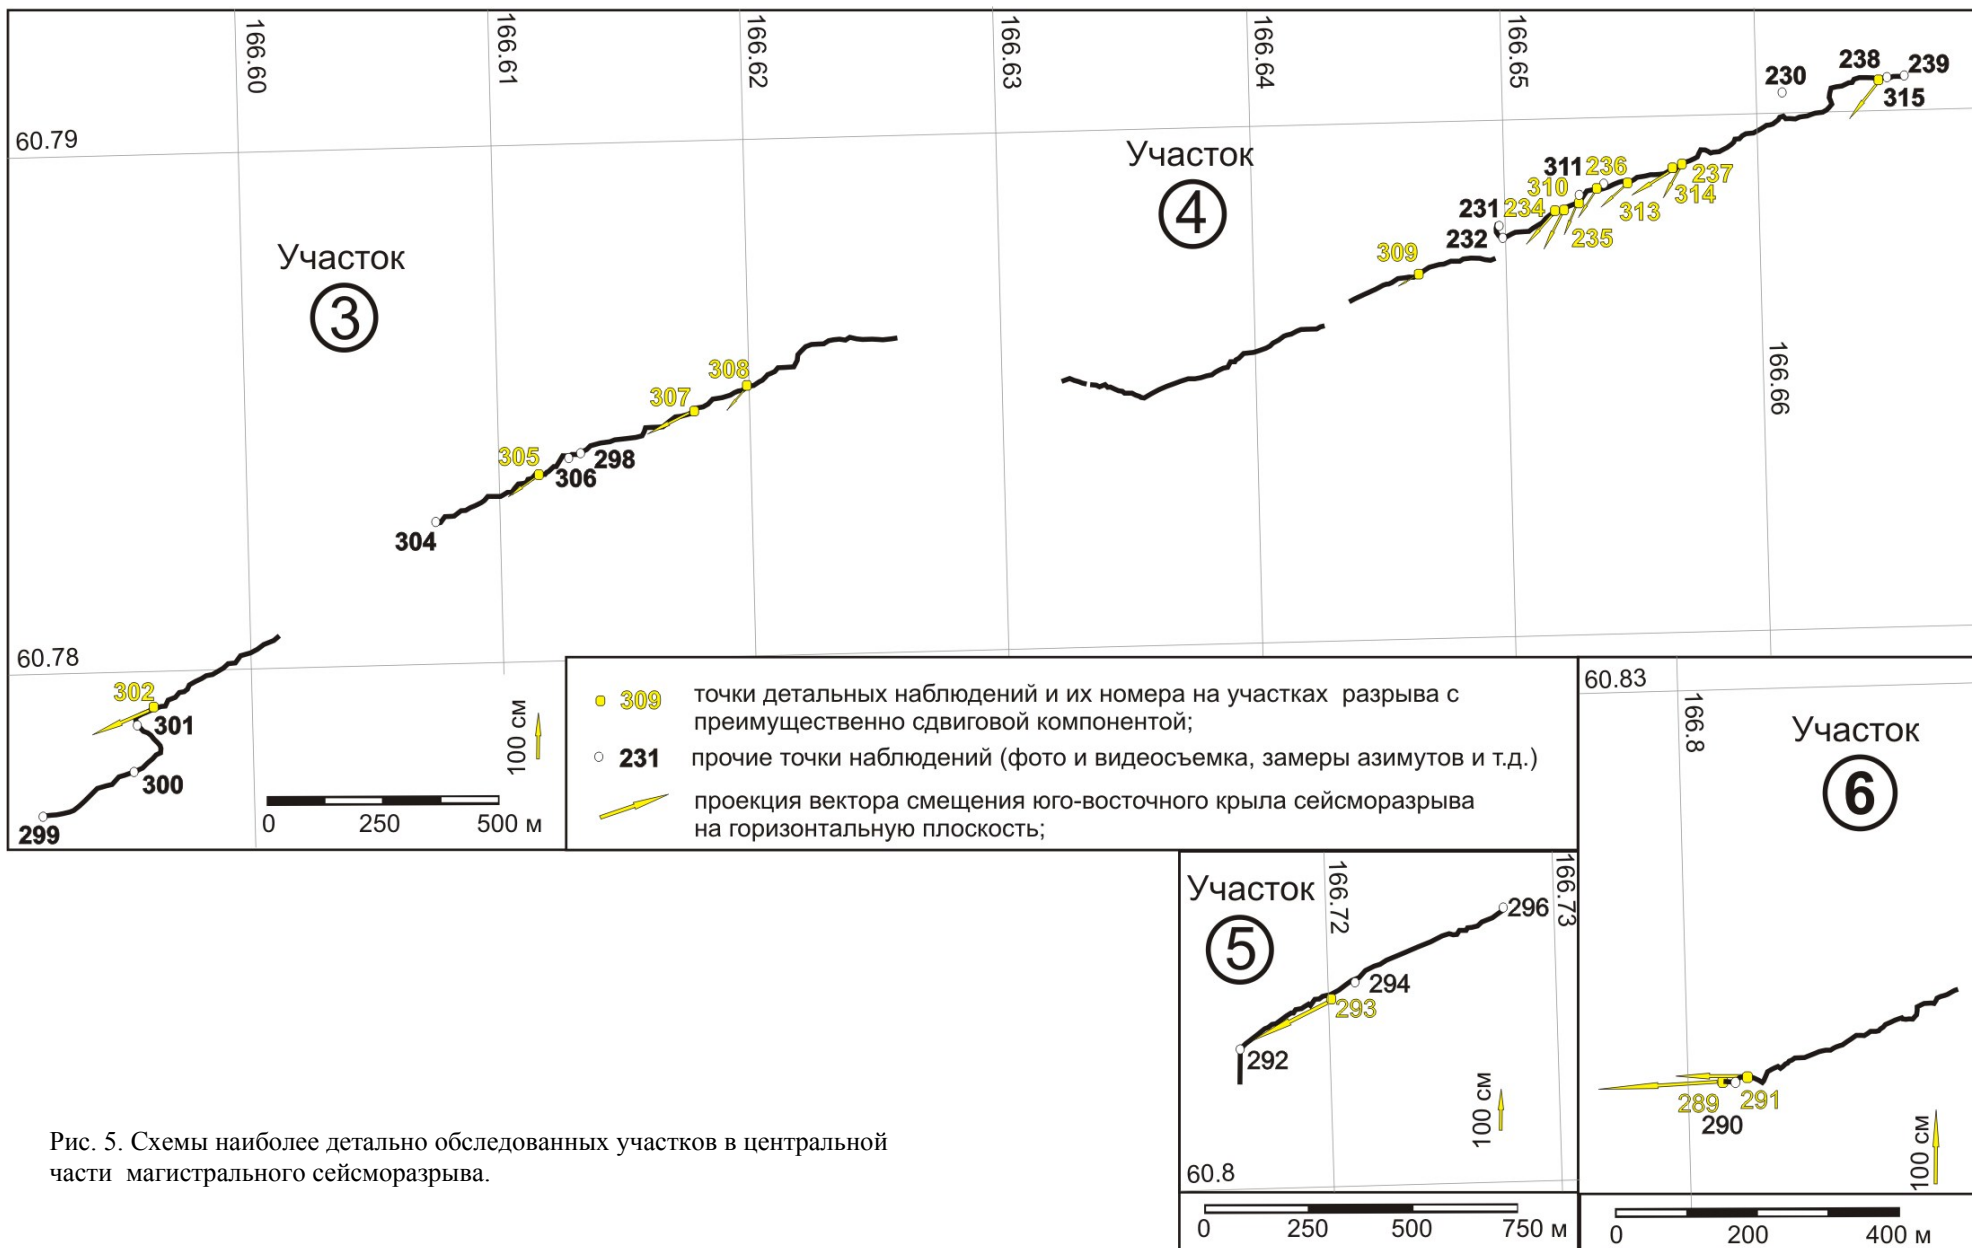 166.60
166.61
166.62
166.63
166.64
166.65
166.66
60.79
60.78
Участок
3
Участок
4
230
238
239
315
311
236
310
237
314
231
234
313
232
235
309
308
307
305
298
306
304
302
301
300
299
100 см
0 250 500 м
309 точки детальных наблюдений и их номера на участках разрыва с
преимущественно сдвиговой компонентой;
231 прочие точки наблюдений (фото и видеосъемка, замеры азимутов и т.д.)
проекция вектора смещения юго-восточного крыла сейсморазрыва
на горизонтальную плоскость;
Участок
5
166.72
166.73
296
294
293
292
100 см
60.8
0 250 500 750 м
60.83
166.8
Участок
6
289
291
290
100 см
0 200 400 м
Рис. 5. Схемы наиболее детально обследованных участков в центральной
части магистрального сейсморазрыва.